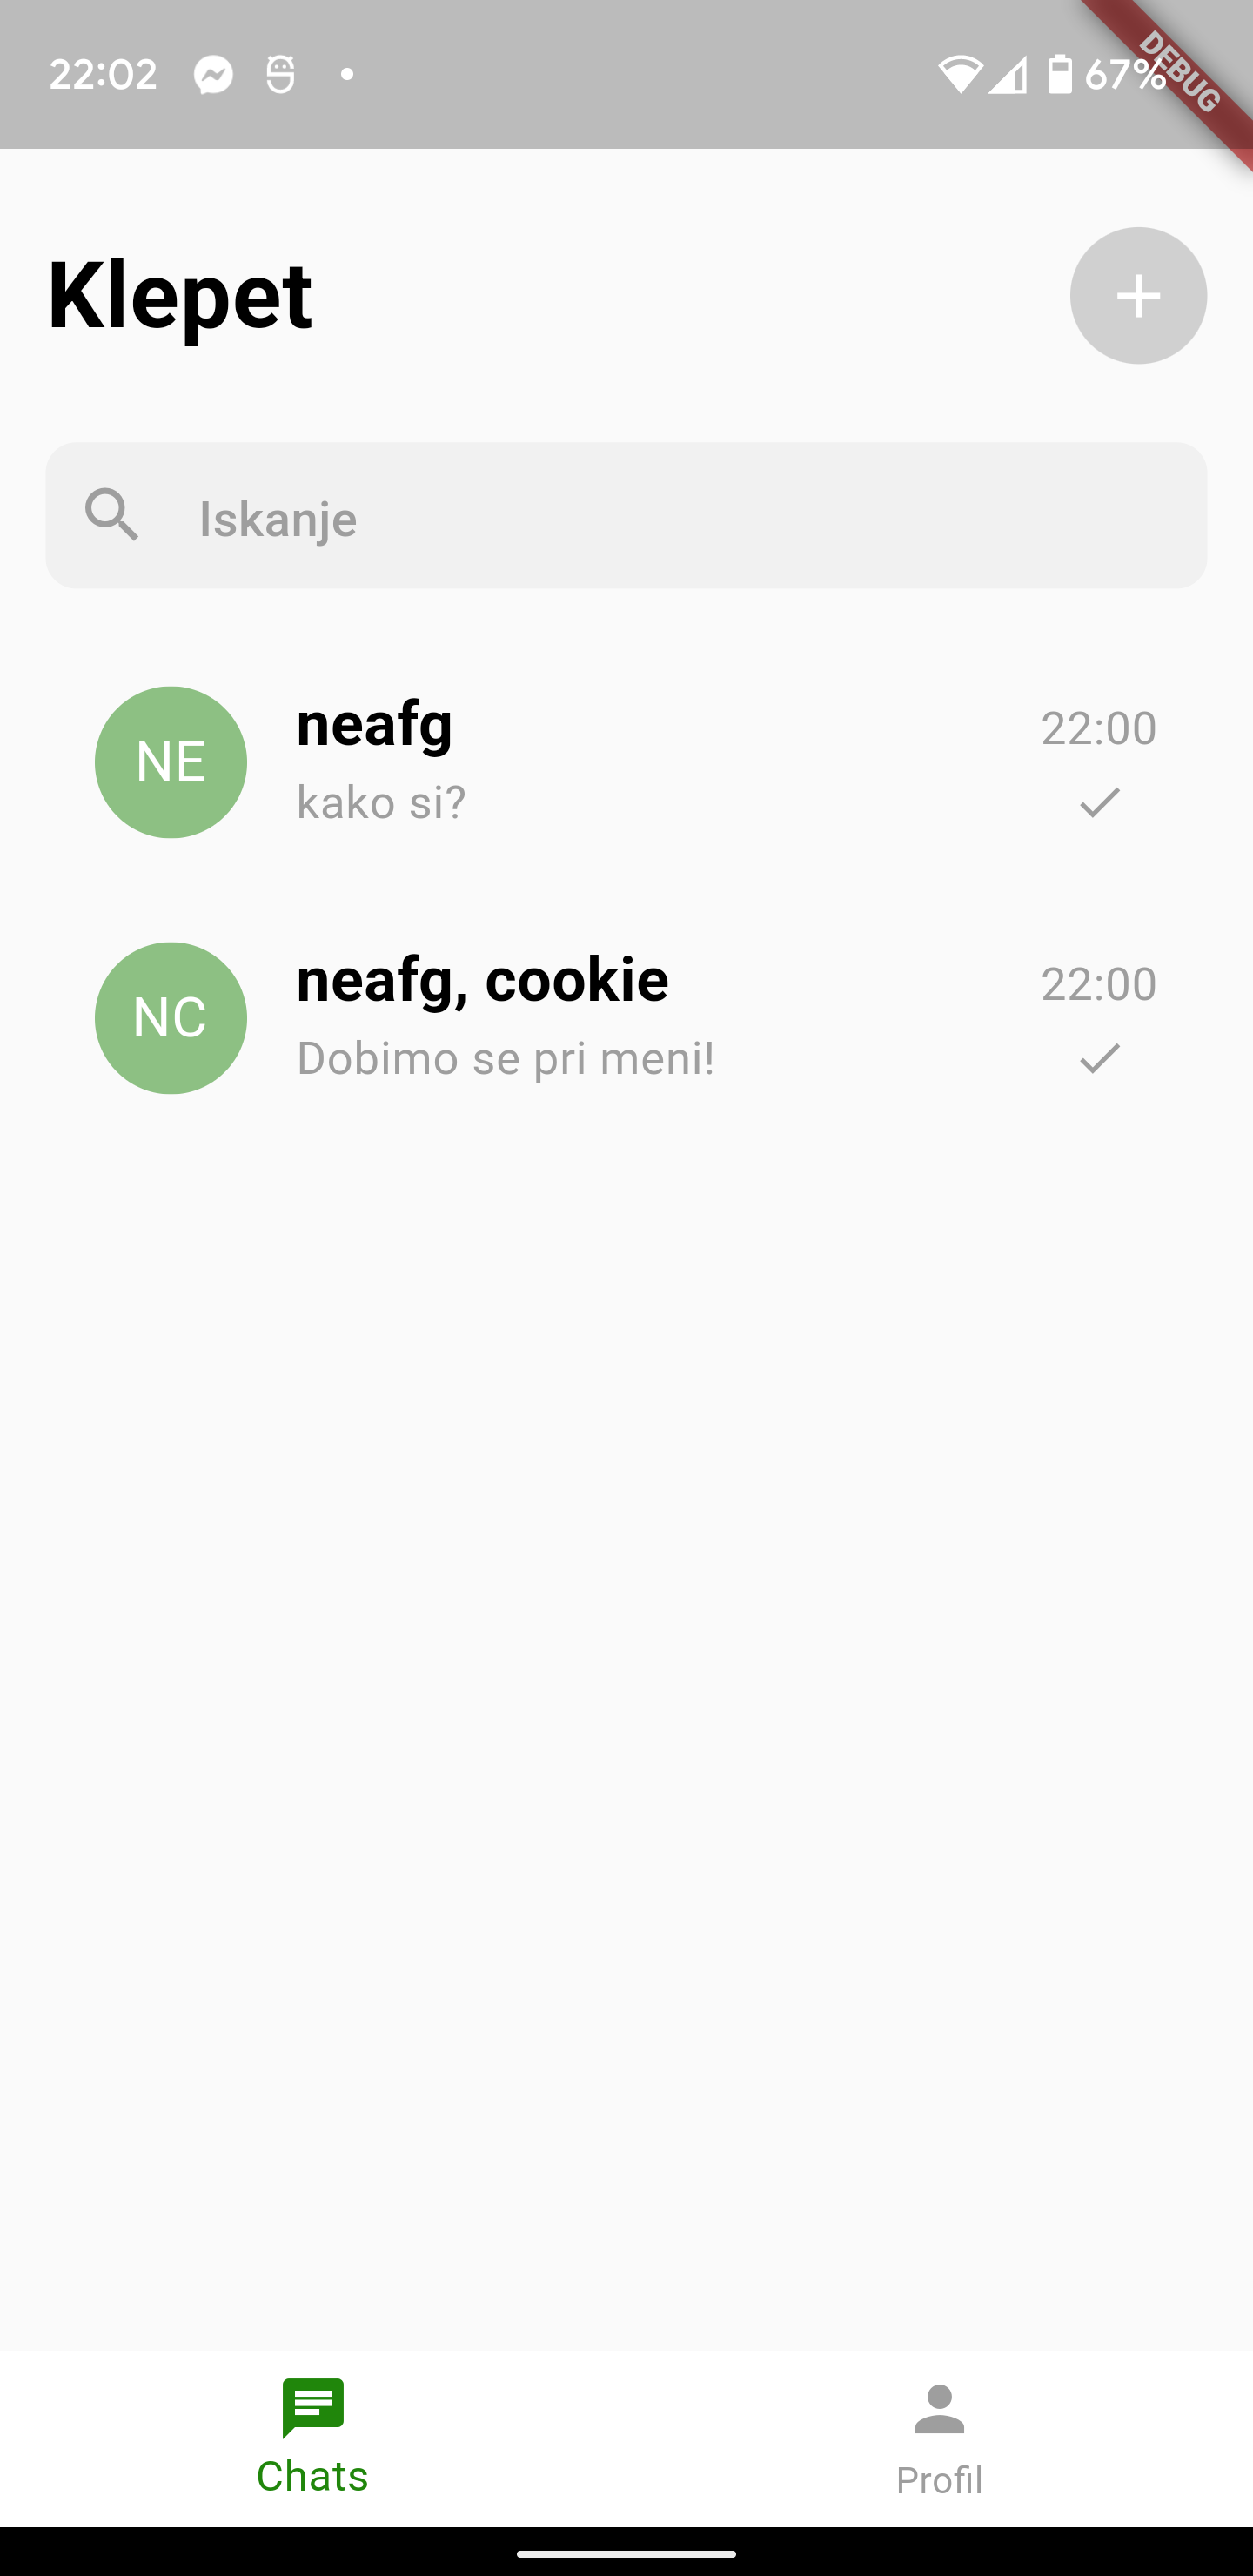 22:02
67%
DEBUG
Klepet
Iskanje
NE
neafg
22:00
kako si?
NC
neafg, cookie
22:00
Dobimo se pri meni!
Chats
Profil